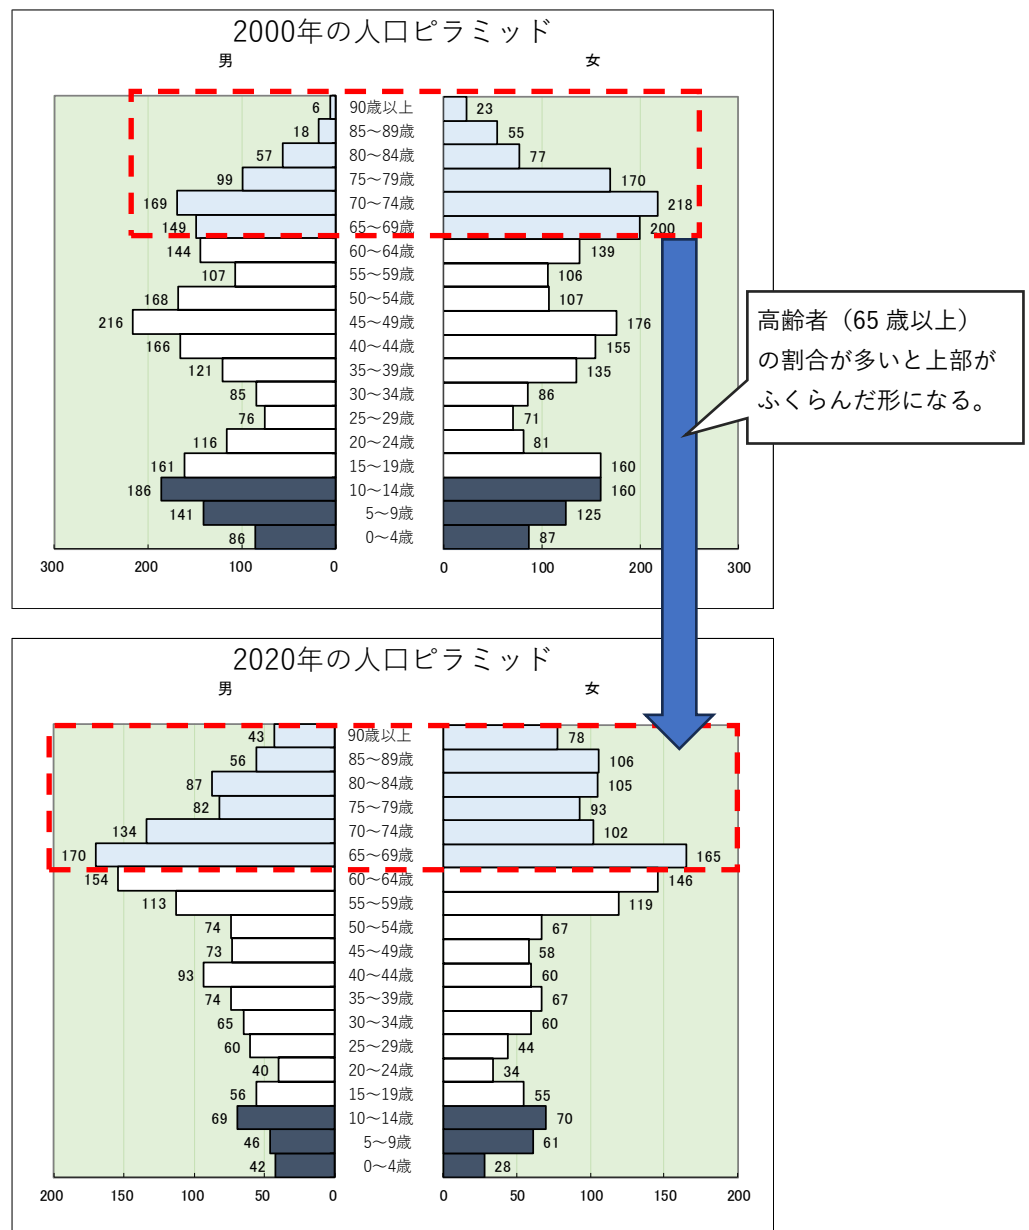 2000年の人口ピラミッド
男 女
6 90歳以上 23
18 85～89歳 55
57 80～84歳 77
99 75～79歳 170
169 70～74歳 218
149 65～69歳 200
144 60～64歳 139
107 55～59歳 106
168 50～54歳 107
216 45～49歳 176
166 40～44歳 155
121 35～39歳 135
85 30～34歳 86
76 25～29歳 71
116 20～24歳 81
161 15～19歳 160
186 10～14歳 160
141 5～9歳 125
86 0～4歳 87
300 200 100 0 0 100 200 300
高齢者（65 歳以上）
の割合が多いと上部が
ふくらんだ形になる。
2020年の人口ピラミッド
男 女
43 90歳以上 78
56 85～89歳 106
87 80～84歳 105
82 75～79歳 93
134 70～74歳 102
170 65～69歳 165
154 60～64歳 146
113 55～59歳 119
74 50～54歳 67
73 45～49歳 58
93 40～44歳 60
74 35～39歳 67
65 30～34歳 60
60 25～29歳 44
40 20～24歳 34
56 15～19歳 55
69 10～14歳 70
46 5～9歳 61
42 0～4歳 28
200 150 100 50 0 0 50 100 150 200